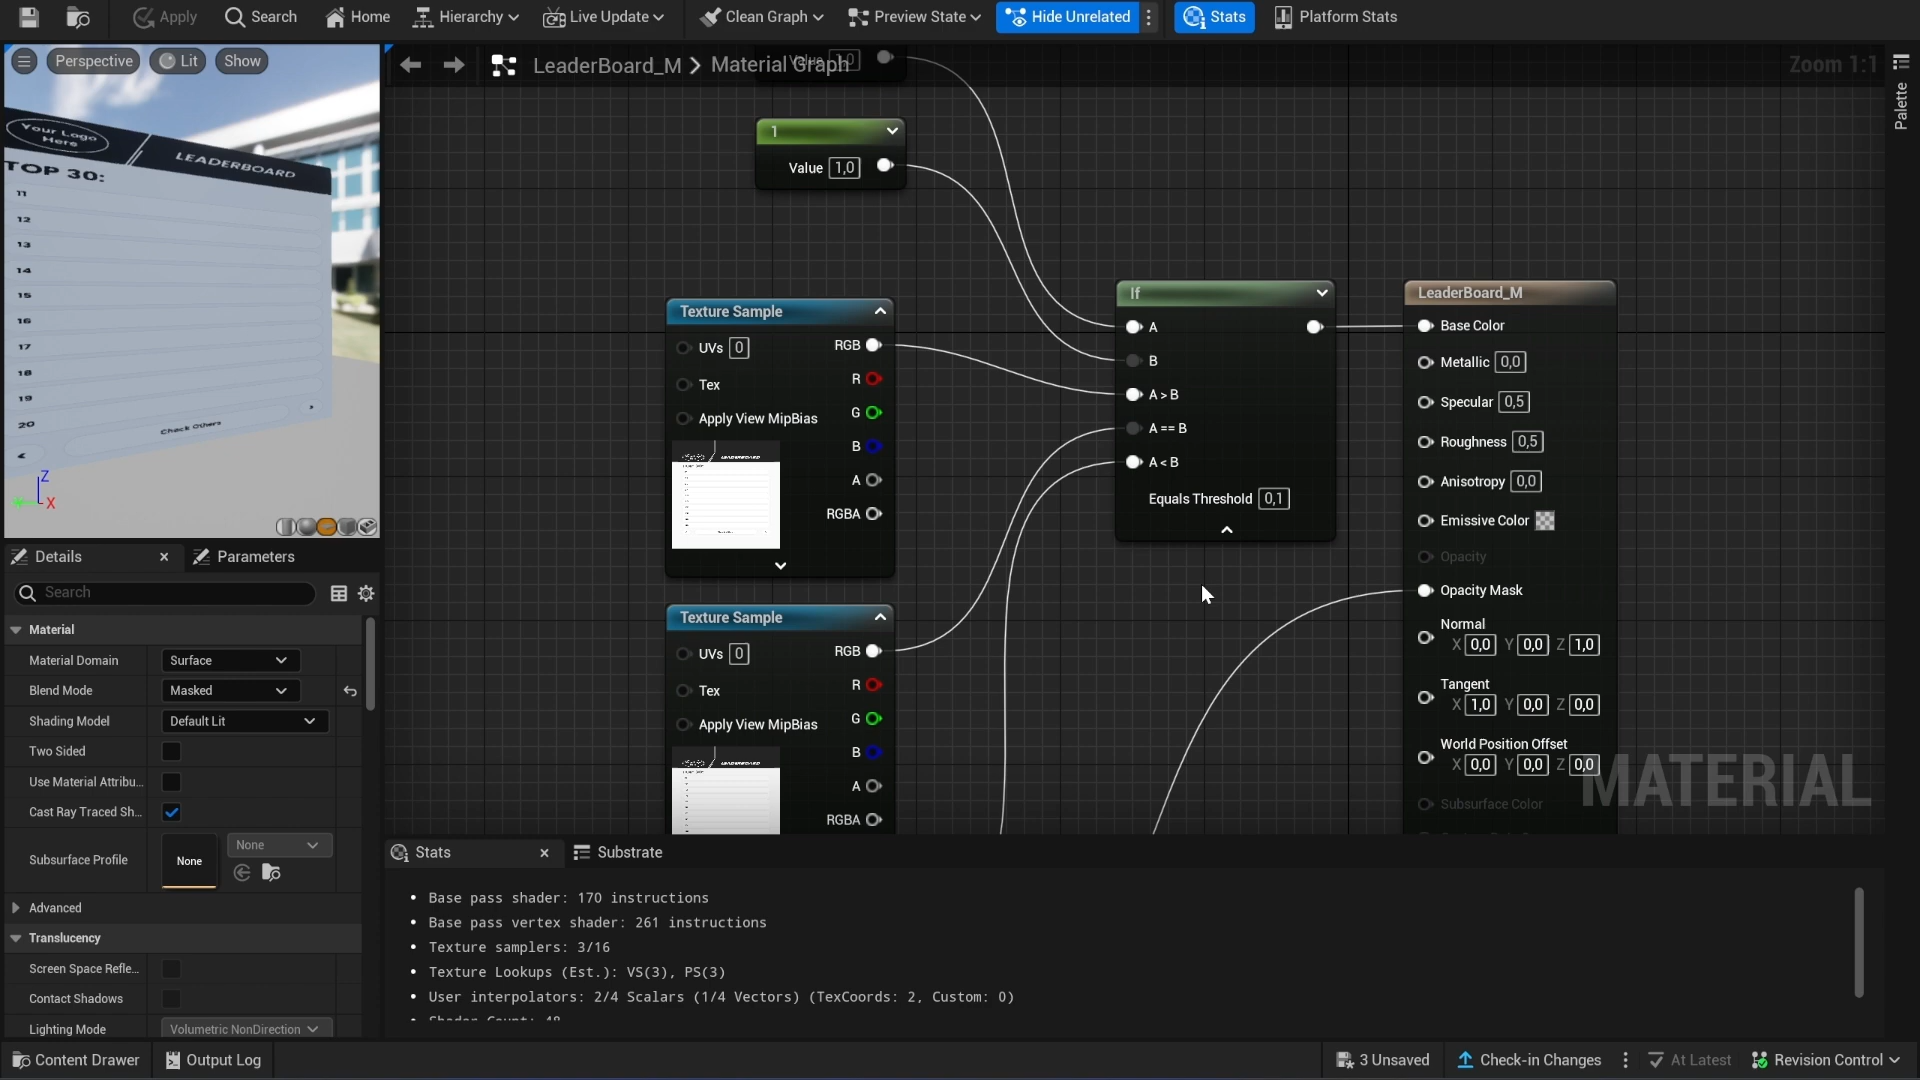 Apply
Search
Home
Hierarchy
Live Update
Clean Graph
Preview State
Hide Unrelated
Stats
Platform Stats
Perspective
Lit
Show
LeaderBoard_M
Material Graph
Value 1,0
Zoom 1:1
Palette
Your Logo
Here
LEADERBOARD
TOP 30:
11
12
13
14
15
16
17
18
19
20
Check Others
Z
X
1
Value 1,0
Texture Sample
UVs 0
RGB
R
Tex
G
Apply View MipBias
B
A
RGBA
LEADERBOARD
Texture Sample
UVs 0
RGB
R
Tex
G
Apply View MipBias
B
A
RGBA
LEADERBOARD
If
A
B
A > B
A == B
A < B
Equals Threshold 0,1
LeaderBoard_M
Base Color
Metallic 0,0
Specular 0,5
Roughness 0,5
Anisotropy 0,0
Emissive Color
Opacity
Opacity Mask
Normal
X 0,0 Y 0,0 Z 1,0
Tangent
X 1,0 Y 0,0 Z 0,0
World Position Offset
X 0,0 Y 0,0 Z 0,0
Subsurface Color
MATERIAL
Details
Parameters
Search
Material
Material Domain Surface
Blend Mode Masked
Shading Model Default Lit
Two Sided
Use Material Attribu...
Cast Ray Traced Sh...
Subsurface Profile None None
Advanced
Translucency
Screen Space Refle...
Contact Shadows
Lighting Mode Volumetric NonDirection
Stats
Substrate
• Base pass shader: 170 instructions
• Base pass vertex shader: 261 instructions
• Texture samplers: 3/16
• Texture Lookups (Est.): VS(3), PS(3)
• User interpolators: 2/4 Scalars (1/4 Vectors) (TexCoords: 2, Custom: 0)
• Shader Count: 48
Content Drawer
Output Log
3 Unsaved
Check-in Changes
At Latest
Revision Control